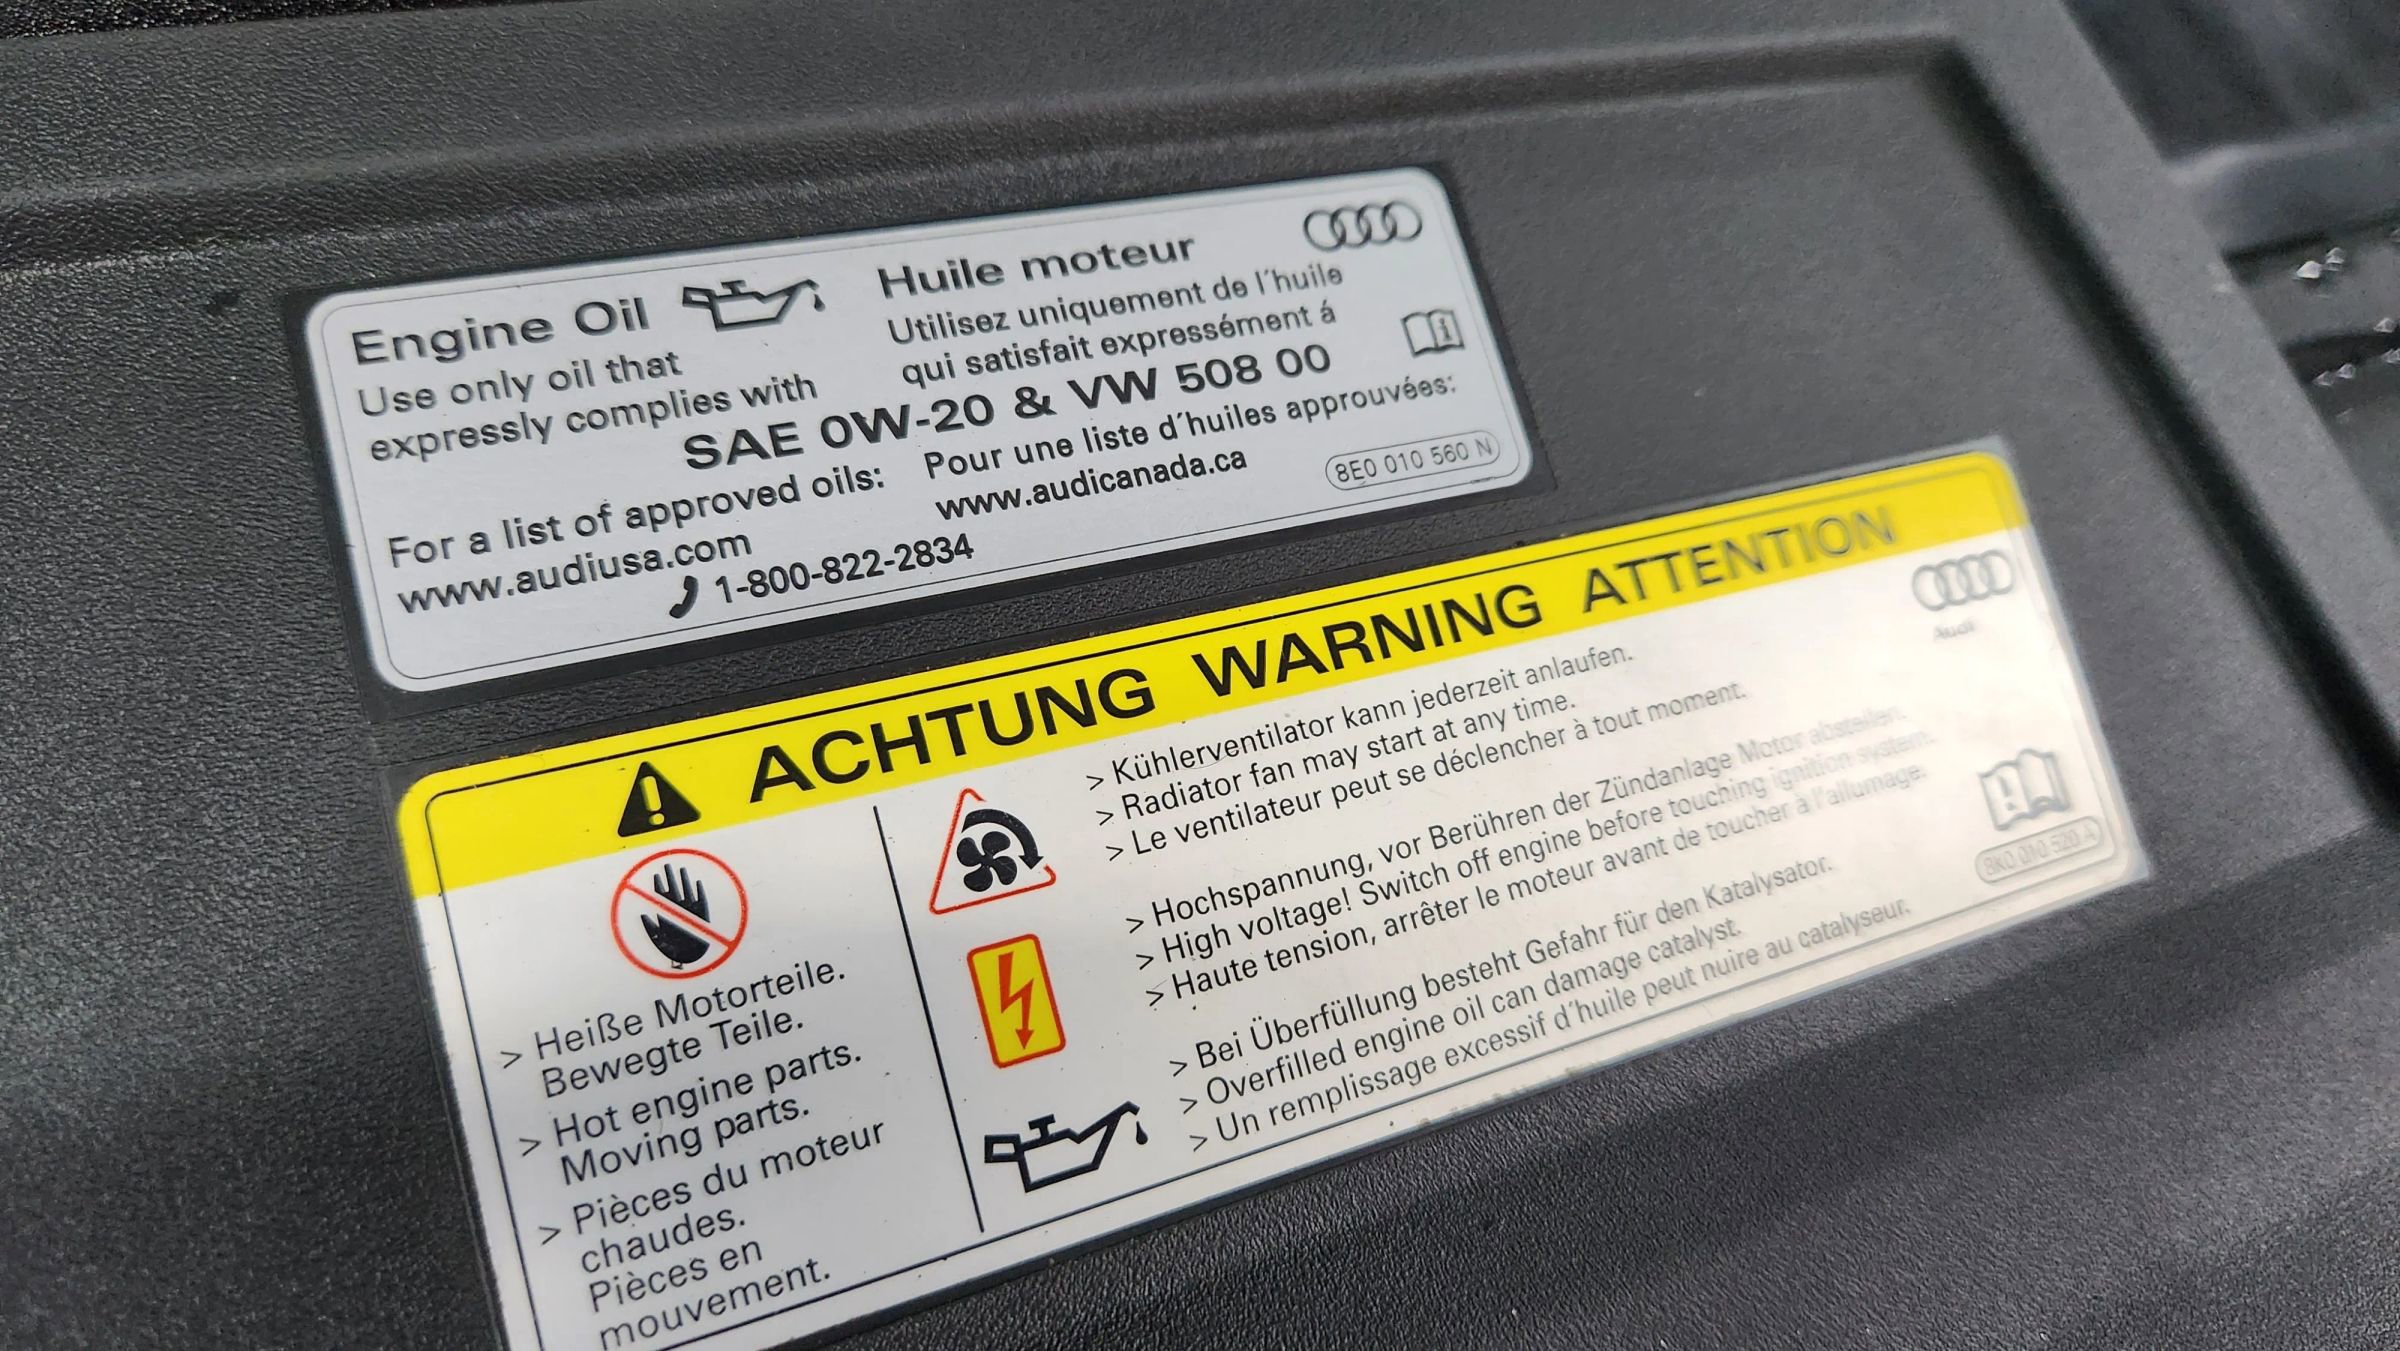 Engine Oil
Use only oil that
expressly complies with
Huile moteur
Utilisez uniquement de l'huile
qui satisfait expressément á
SAE 0W-20 & VW 508 00
For a list of approved oils:
www.audiusa.com
Pour une liste d'huiles approuvées:
www.audicanada.ca
1-800-822-2834
8E0 010 560 N
ACHTUNG WARNING ATTENTION
Audi
> Heiße Motorteile.
Bewegte Teile.
> Hot engine parts.
Moving parts.
> Pièces du moteur
chaudes.
Pièces en
mouvement.
> Kühlerventilator kann jederzeit anlaufen.
> Radiator fan may start at any time.
> Le ventilateur peut se déclencher à tout moment.
> Hochspannung, vor Berühren der Zündanlage Motor abstellen.
> High voltage! Switch off engine before touching ignition system.
> Haute tension, arrêter le moteur avant de toucher à l'allumage.
> Bei Überfüllung besteht Gefahr für den Katalysator.
> Overfilled engine oil can damage catalyst.
> Un remplissage excessif d'huile peut nuire au catalyseur.
8K0 010 520 A